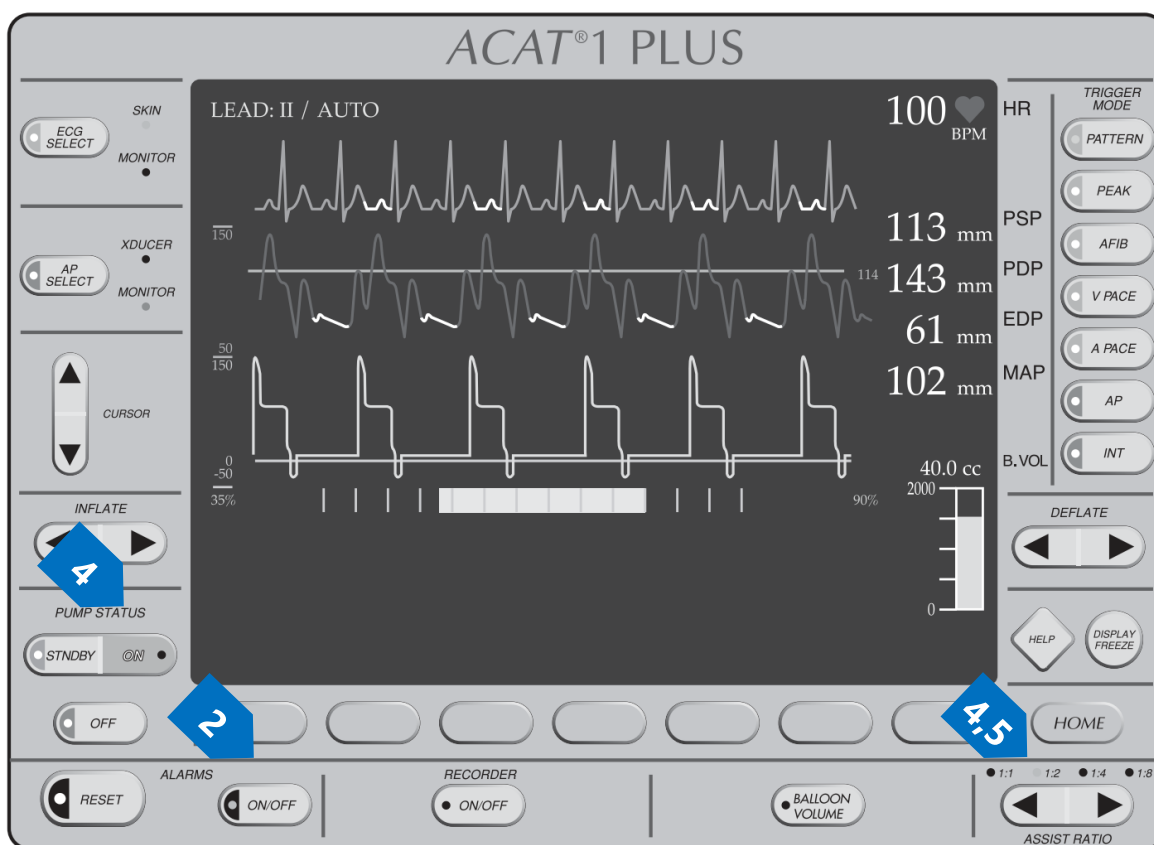 ACAT®1 PLUS
ECG
SELECT
SKIN
MONITOR
AP
SELECT
XDUCER
MONITOR
CURSOR
INFLATE
4
PUMP STATUS
STNDBY ON
OFF
LEAD: II / AUTO
100
BPM
150
114
50
150
0
-50
35%
90%
113 mm
143 mm
61 mm
102 mm
40.0 cc
2000
0
HR
PSP
PDP
EDP
MAP
B.VOL
TRIGGER
MODE
PATTERN
PEAK
AFIB
V PACE
A PACE
AP
INT
DEFLATE
HELP
DISPLAY
FREEZE
2
4,5
HOME
RESET
ALARMS
ON/OFF
RECORDER
ON/OFF
BALLOON
VOLUME
1:1 1:2 1:4 1:8
ASSIST RATIO